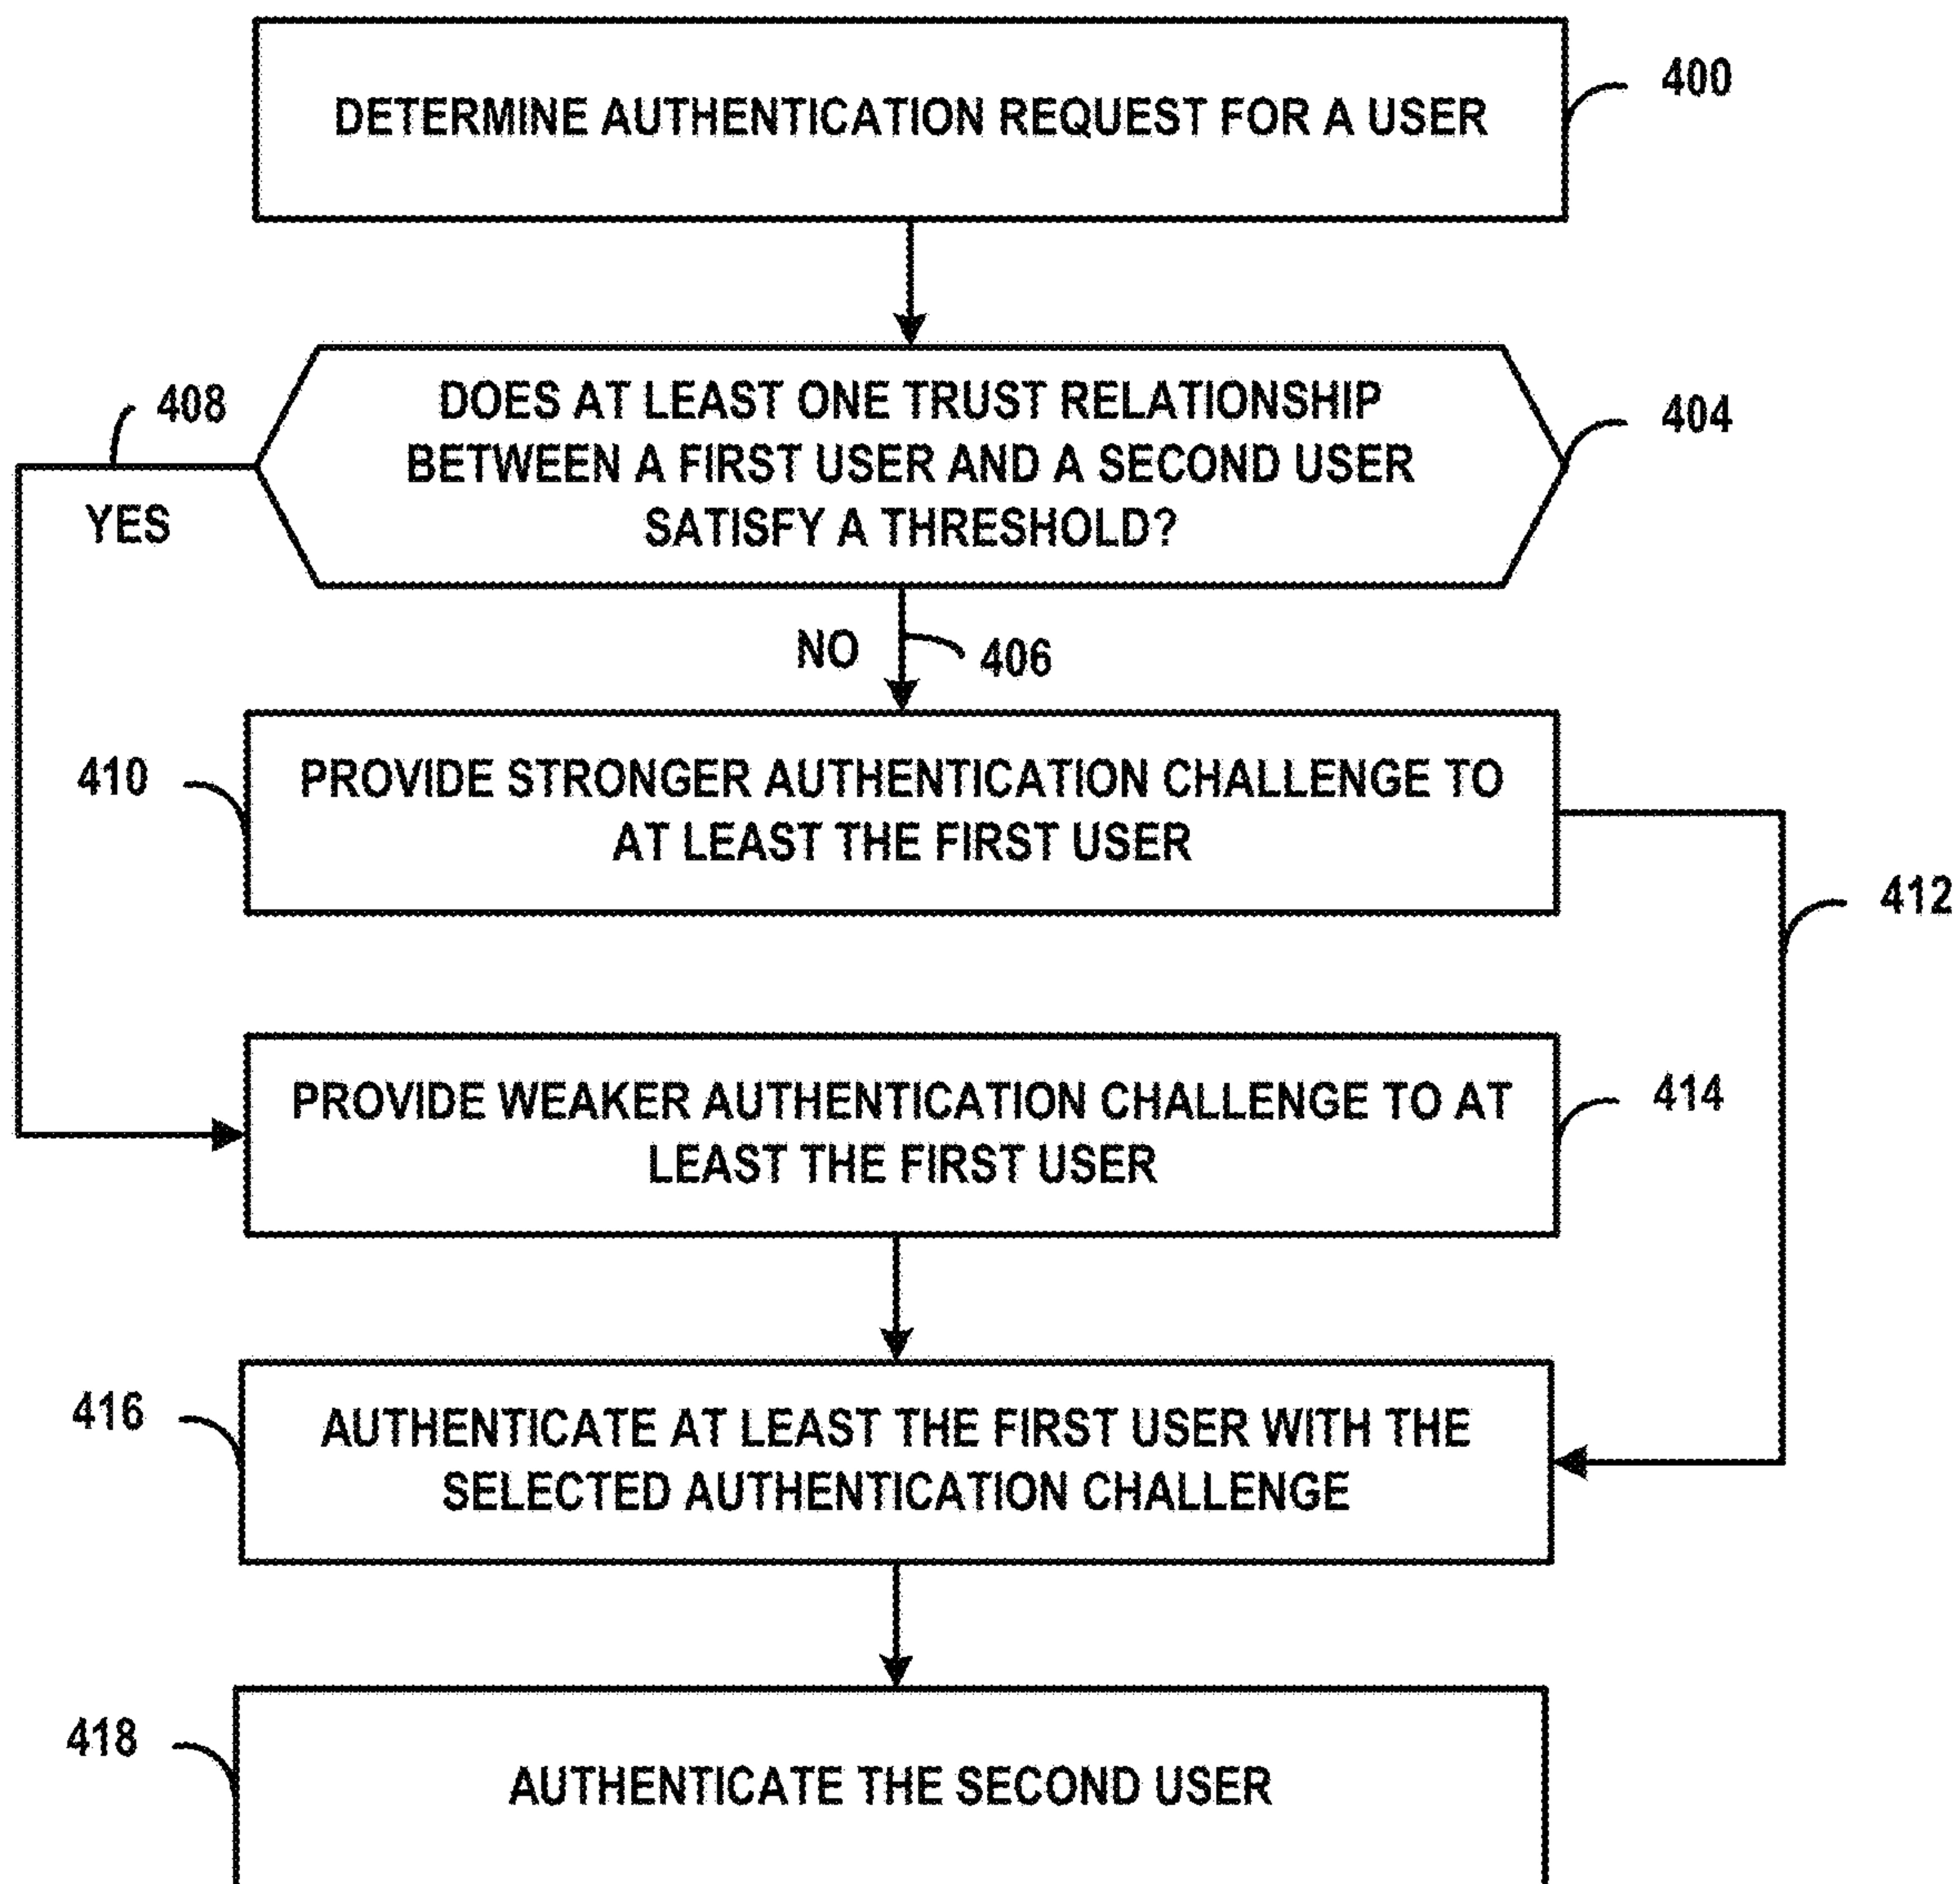 DETERMINE AUTHENTICATION REQUEST FOR A USER
400
DOES AT LEAST ONE TRUST RELATIONSHIP
BETWEEN A FIRST USER AND A SECOND USER
SATISFY A THRESHOLD?
404
408
YES
NO
406
410
PROVIDE STRONGER AUTHENTICATION CHALLENGE TO
AT LEAST THE FIRST USER
412
PROVIDE WEAKER AUTHENTICATION CHALLENGE TO AT
LEAST THE FIRST USER
414
416
AUTHENTICATE AT LEAST THE FIRST USER WITH THE
SELECTED AUTHENTICATION CHALLENGE
418
AUTHENTICATE THE SECOND USER